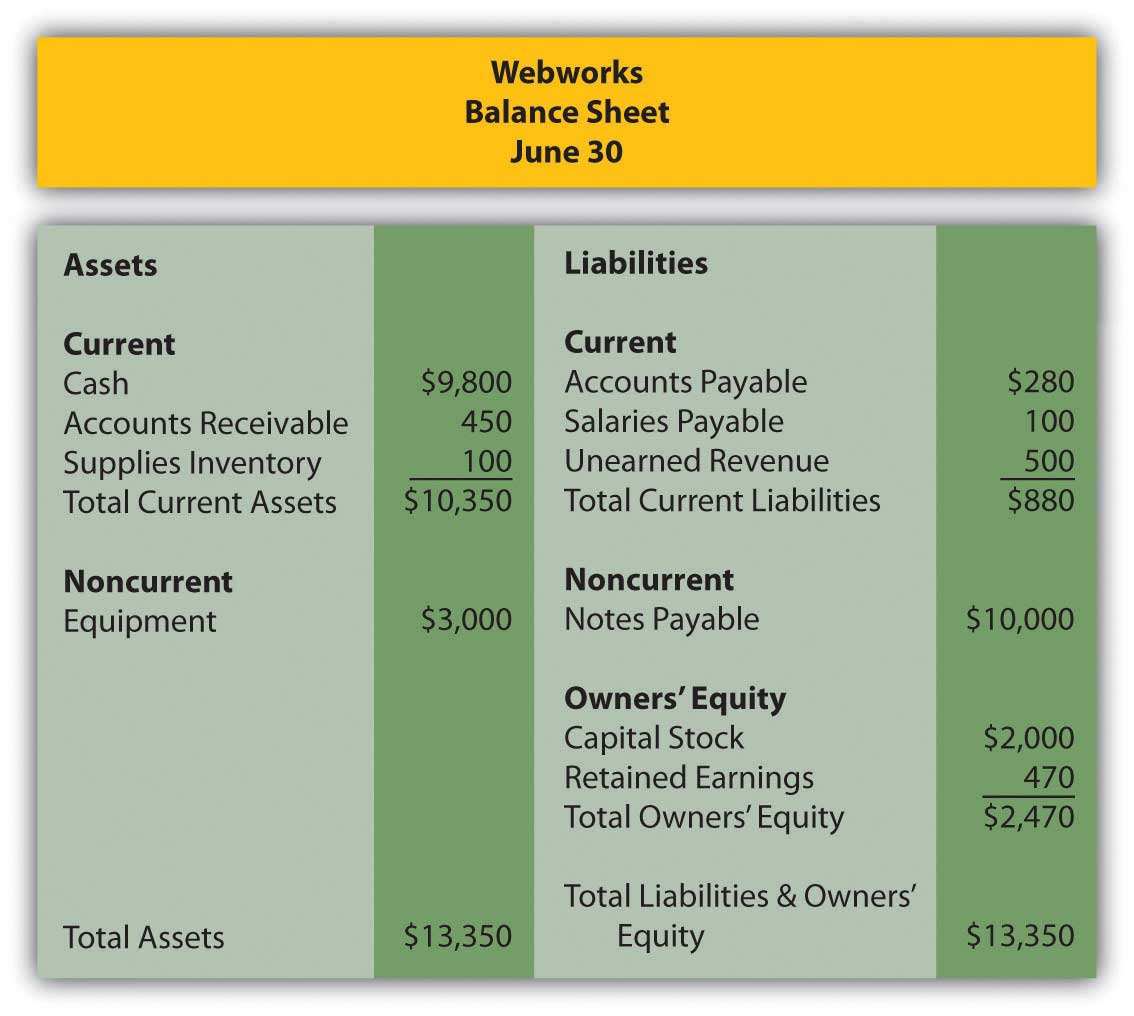 Webworks
Balance Sheet
June 30
Assets
Current
Cash $9,800
Accounts Receivable 450
Supplies Inventory 100
Total Current Assets $10,350
Noncurrent
Equipment $3,000
Total Assets $13,350
Liabilities
Current
Accounts Payable $280
Salaries Payable 100
Unearned Revenue 500
Total Current Liabilities $880
Noncurrent
Notes Payable $10,000
Owners’ Equity
Capital Stock $2,000
Retained Earnings 470
Total Owners’ Equity $2,470
Total Liabilities & Owners’
Equity $13,350